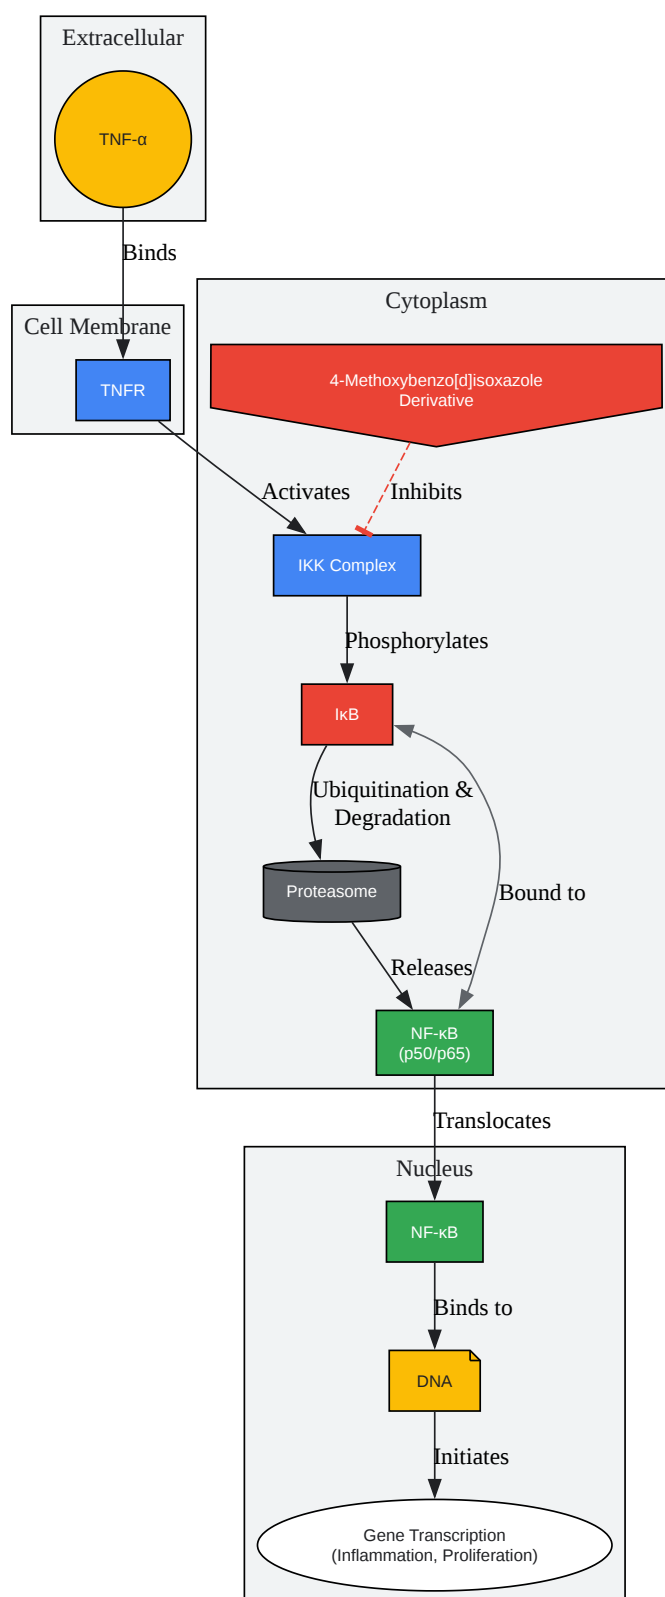 Extracellular
TNF-α
Binds
Cell Membrane
TNFR
Cytoplasm
4-Methoxybenzo[d]isoxazole
Derivative
Activates
Inhibits
IKK Complex
Phosphorylates
IκB
Ubiquitination &
Degradation
Proteasome
Bound to
Releases
NF-κB
(p50/p65)
Translocates
Nucleus
NF-κB
Binds to
DNA
Initiates
Gene Transcription
(Inflammation, Proliferation)